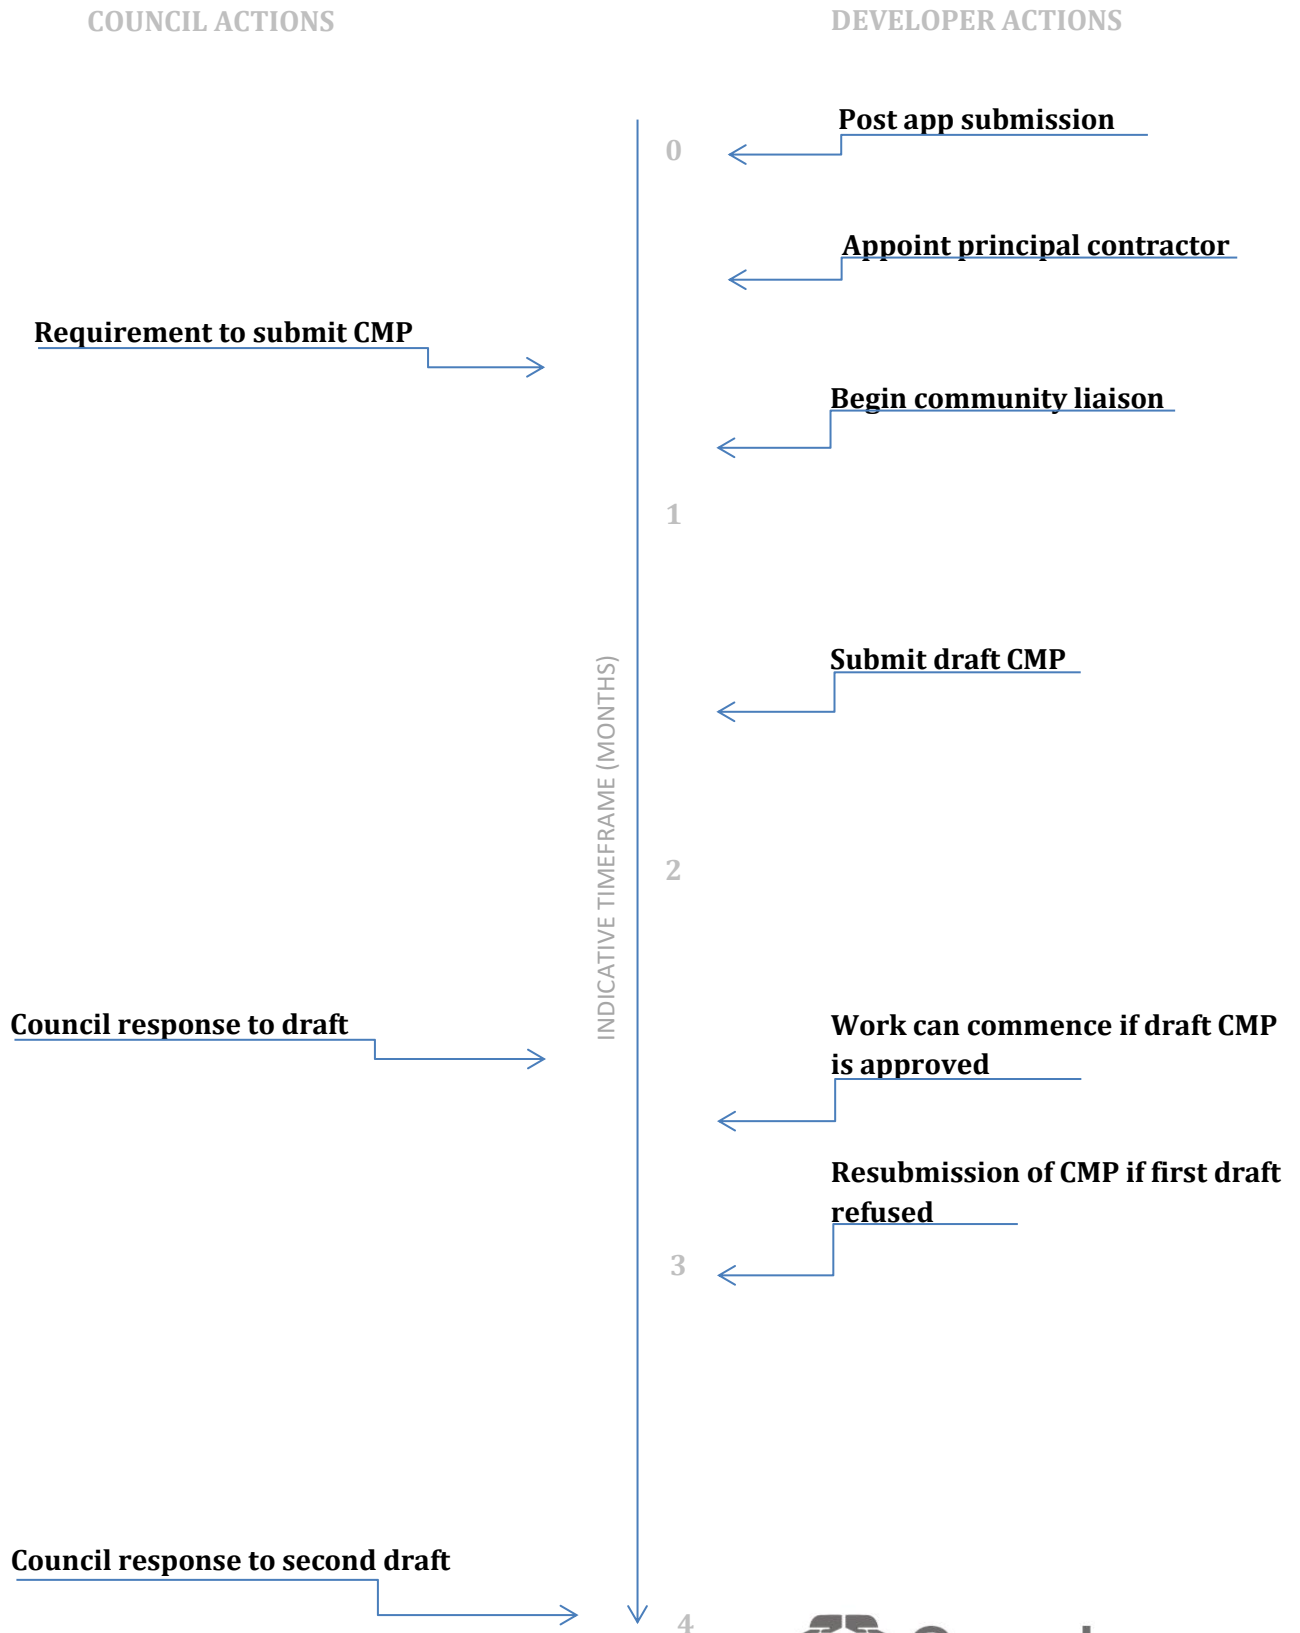 COUNCIL ACTIONS
DEVELOPER ACTIONS
Post app submission
0
Appoint principal contractor
Requirement to submit CMP
Begin community liaison
1
Submit draft CMP
INDICATIVE TIMEFRAME (MONTHS)
2
Council response to draft
Work can commence if draft CMP
is approved
Resubmission of CMP if first draft
refused
3
Council response to second draft
4